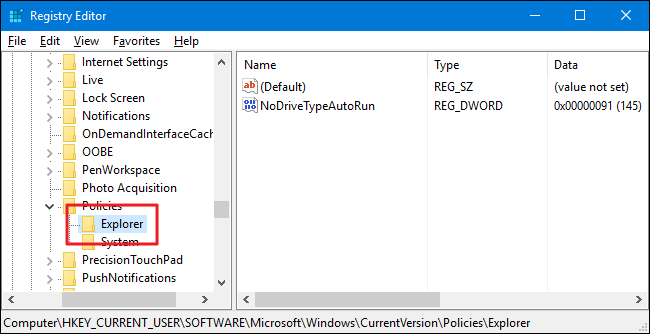 Registry Editor
File Edit View Favorites Help
Internet Settings
Live
Lock Screen
Notifications
OnDemandInterfaceCach
OOBE
PenWorkspace
Photo Acquisition
Policies
Explorer
System
PrecisionTouchPad
PushNotifications
Name Type Data
ab (Default) REG_SZ (value not set)
NoDriveTypeAutoRun REG_DWORD 0x00000091 (145)
Computer\HKEY_CURRENT_USER\SOFTWARE\Microsoft\Windows\CurrentVersion\Policies\Explorer